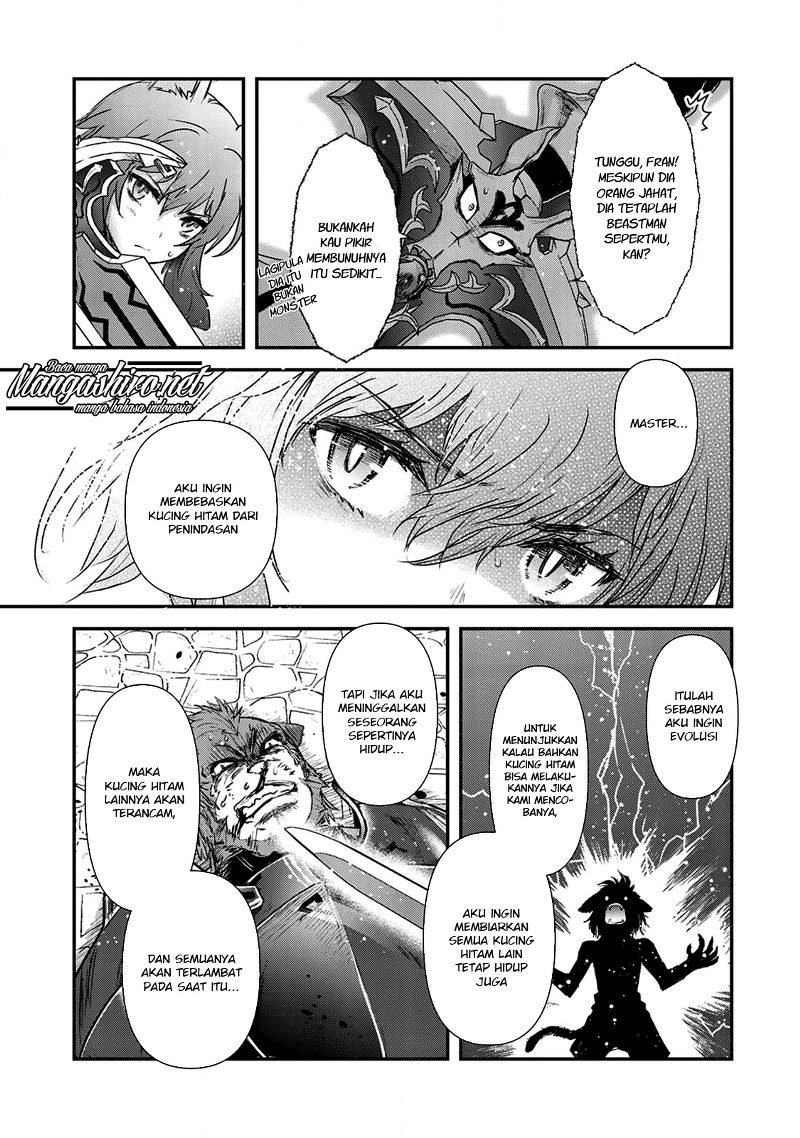 TUNGGU, FRAN!
MESKIPUN DIA
ORANG JAHAT,
DIA TETAPLAH
BEASTMAN
SEPERTMU,
KAN?
BUKANKAH
KAU PIKIR
MEMBUNUHNYA
ITU SEDIKIT...
LAGIPULA
DIA ITU
BUKAN
MONSTER
Baca manga
Mangashiro.net
manga bahasa indonesia
MASTER...
AKU INGIN
MEMBEBASKAN
KUCING HITAM DARI
PENINDASAN
ITULAH
SEBABNYA
AKU INGIN
EVOLUSI
UNTUK
MENUNJUKKAN
KALAU BAHKAN
KUCING HITAM
BISA MELAKU-
KANNYA JIKA
KAMI MENCO-
BANYA,
AKU INGIN
MEMBIARKAN
SEMUA KUCING
HITAM LAIN
TETAP HIDUP
JUGA
TAPI JIKA AKU
MENINGGALKAN
SESEORANG
SEPERTINYA
HIDUP...
MAKA
KUCING HITAM
LAINNYA AKAN
TERANCAM,
DAN SEMUANYA
AKAN TERLAMBAT
PADA SAAT ITU...